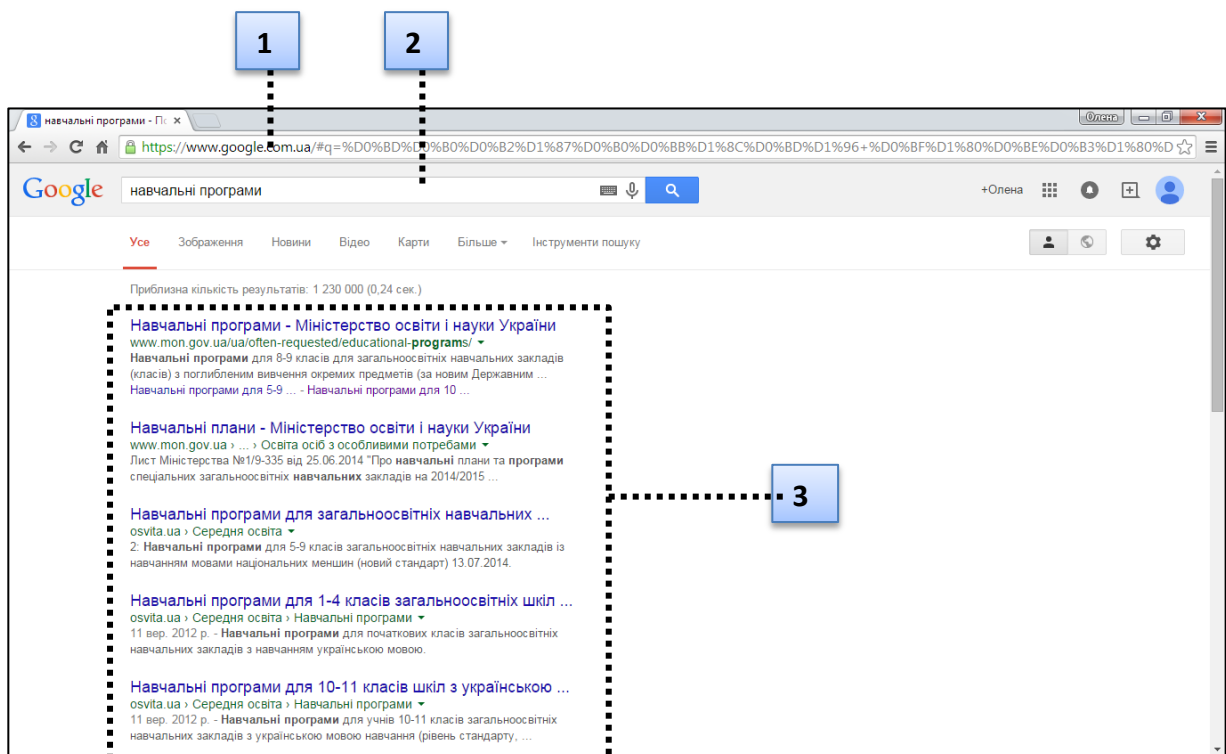 1
2
навчальні програми - По
Олена
https://www.google.com.ua/#q=%D0%BD%D0%B0%D0%B2%D1%87%D0%B0%D0%BB%D1%8C%D0%BD%D1%96+%D0%BF%D1%80%D0%BE%D0%B3%D1%80%D
Google
навчальні програми
+Олена
Усе Зображення Новини Відео Карти Більше Інструменти пошуку
Приблизна кількість результатів: 1 230 000 (0,24 сек.)
Навчальні програми - Міністерство освіти і науки України
www.mon.gov.ua/ua/often-requested/educational-programs/
Навчальні програми для 8-9 класів для загальноосвітніх навчальних закладів
(класів) з поглибленим вивчення окремих предметів (за новим Державним ...
Навчальні програми для 5-9 ... - Навчальні програми для 10 ...
Навчальні плани - Міністерство освіти і науки України
www.mon.gov.ua › ... › Освіта осіб з особливими потребами
Лист Міністерства №1/9-335 від 25.06.2014 "Про навчальні плани та програми
спеціальних загальноосвітніх навчальних закладів на 2014/2015 ...
3
Навчальні програми для загальноосвітніх навчальних ...
osvita.ua › Середня освіта
2: Навчальні програми для 5-9 класів загальноосвітніх навчальних закладів із
навчанням мовами національних меншин (новий стандарт) 13.07.2014.
Навчальні програми для 1-4 класів загальноосвітніх шкіл ...
osvita.ua › Середня освіта › Навчальні програми
11 вер. 2012 р. - Навчальні програми для початкових класів загальноосвітніх
навчальних закладів з навчанням українською мовою.
Навчальні програми для 10-11 класів шкіл з українською ...
osvita.ua › Середня освіта › Навчальні програми
11 вер. 2012 р. - Навчальні програми для учнів 10-11 класів загальноосвітніх
навчальних закладів з українською мовою навчання (рівень стандарту, ...